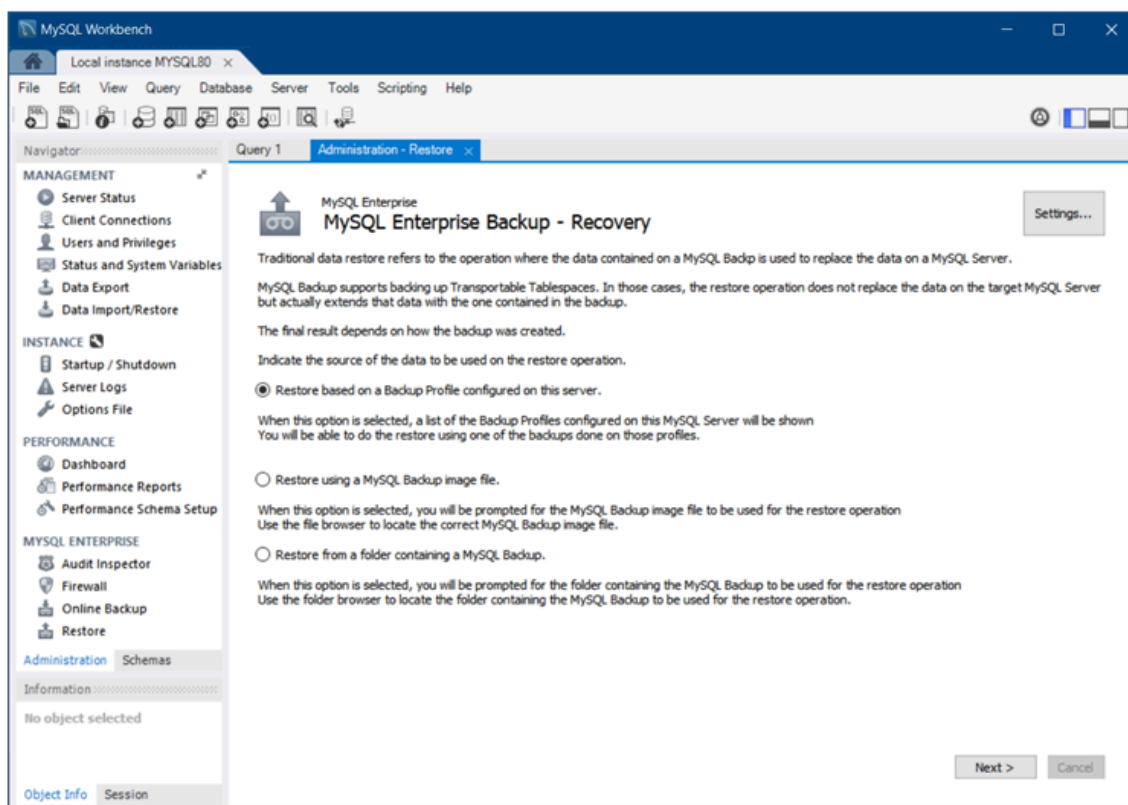 MySQL Workbench
Local instance MYSQL80
File Edit View Query Database Server Tools Scripting Help
Navigator
Query 1
Administration - Restore
MANAGEMENT
Server Status
Client Connections
Users and Privileges
Status and System Variables
Data Export
Data Import/Restore
INSTANCE
Startup / Shutdown
Server Logs
Options File
PERFORMANCE
Dashboard
Performance Reports
Performance Schema Setup
MYSQL ENTERPRISE
Audit Inspector
Firewall
Online Backup
Restore
Administration Schemas
Information
No object selected
Object Info Session
MySQL Enterprise
MySQL Enterprise Backup - Recovery
Settings...
Traditional data restore refers to the operation where the data contained on a MySQL Backp is used to replace the data on a MySQL Server.
MySQL Backup supports backing up Transportable Tablespaces. In those cases, the restore operation does not replace the data on the target MySQL Server
but actually extends that data with the one contained in the backup.
The final result depends on how the backup was created.
Indicate the source of the data to be used on the restore operation.
Restore based on a Backup Profile configured on this server.
When this option is selected, a list of the Backup Profiles configured on this MySQL Server will be shown
You will be able to do the restore using one of the backups done on those profiles.
Restore using a MySQL Backup image file.
When this option is selected, you will be prompted for the MySQL Backup image file to be used for the restore operation
Use the file browser to locate the correct MySQL Backup image file.
Restore from a folder containing a MySQL Backup.
When this option is selected, you will be prompted for the folder containing the MySQL Backup to be used for the restore operation
Use the folder browser to locate the folder containing the MySQL Backup to be used for the restore operation.
Next >
Cancel